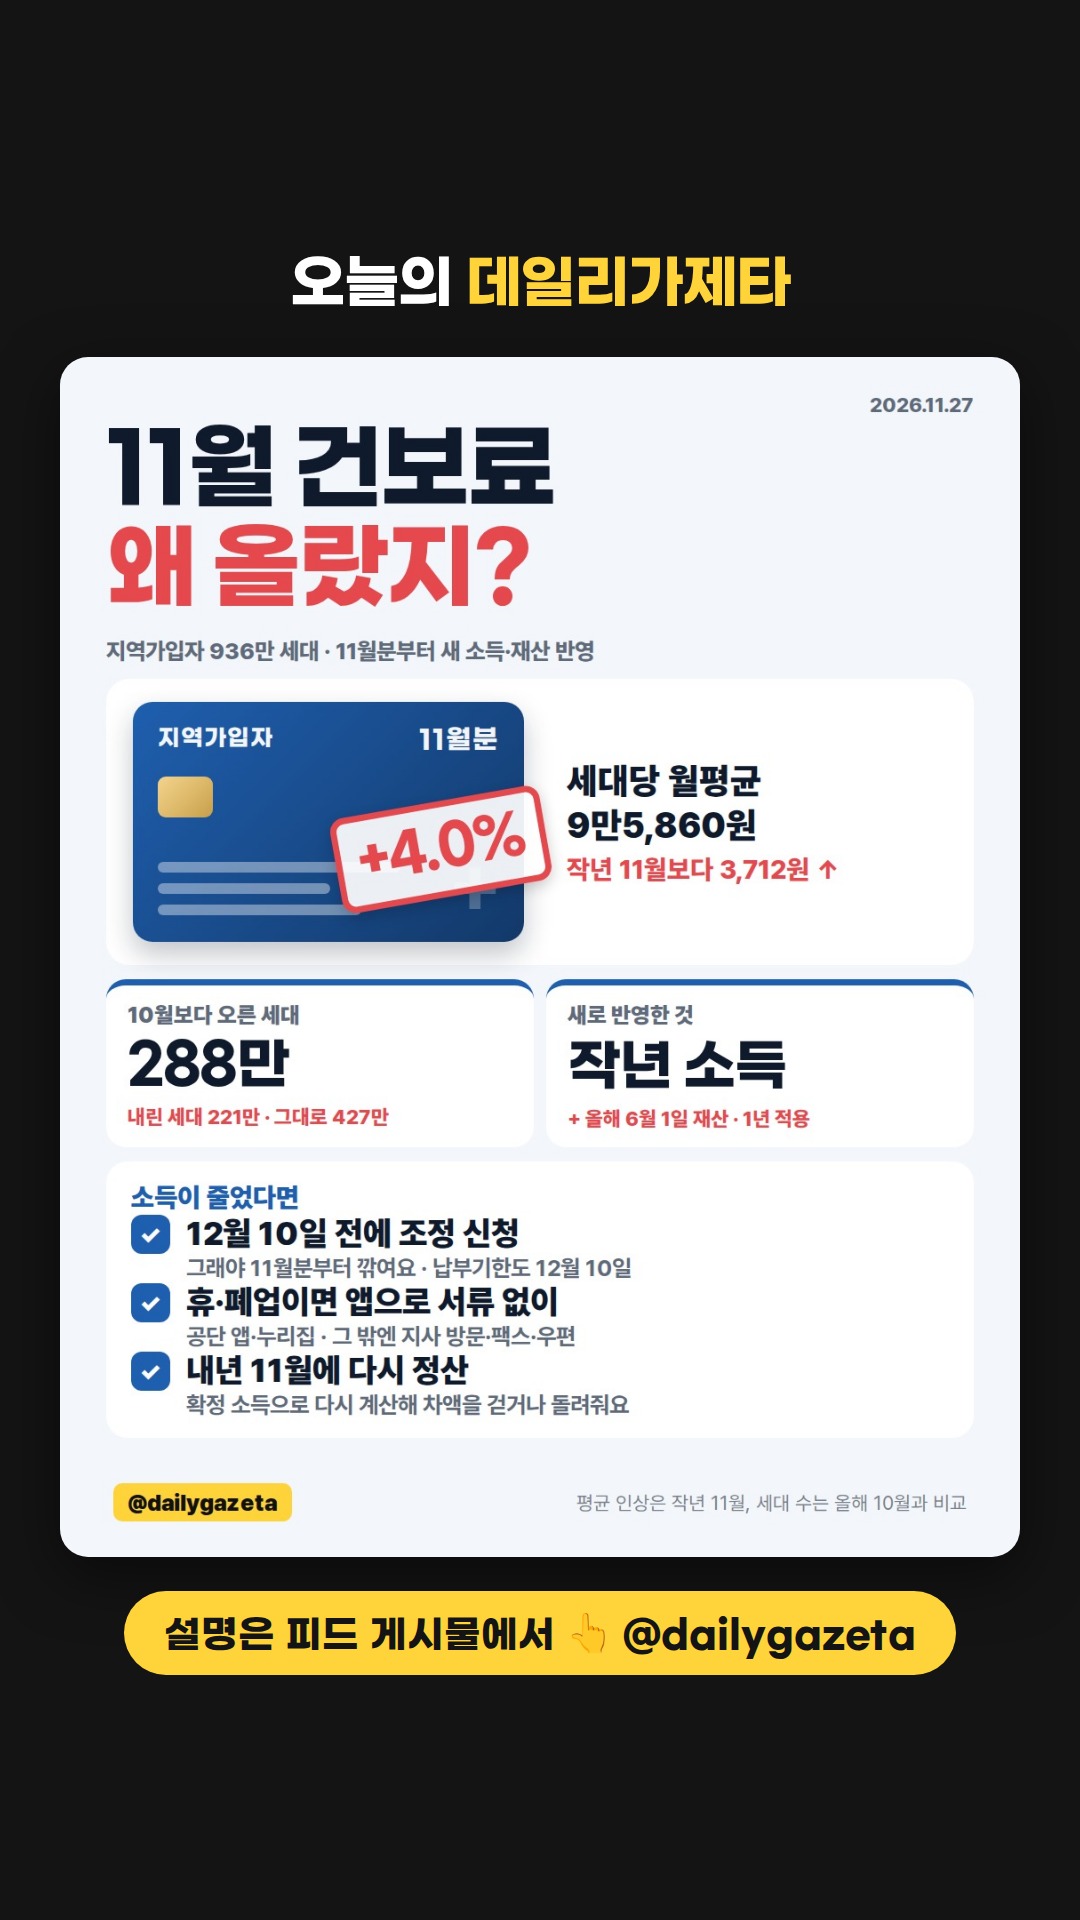 오늘의 데일리가제타
2026.11.27
11월 건보료
왜 올랐지?
지역가입자 936만 세대 · 11월분부터 새 소득·재산 반영
지역가입자 11월분
+4.0%
세대당 월평균
9만5,860원
작년 11월보다 3,712원 ↑
10월보다 오른 세대
288만
내린 세대 221만 · 그대로 427만
새로 반영한 것
작년 소득
+ 올해 6월 1일 재산 · 1년 적용
소득이 줄었다면
12월 10일 전에 조정 신청
그래야 11월분부터 깎여요 · 납부기한도 12월 10일
휴·폐업이면 앱으로 서류 없이
공단 앱·누리집 · 그 밖엔 지사 방문·팩스·우편
내년 11월에 다시 정산
확정 소득으로 다시 계산해 차액을 걷거나 돌려줘요
@dailygazeta
평균 인상은 작년 11월, 세대 수는 올해 10월과 비교
설명은 피드 게시물에서 👆 @dailygazeta